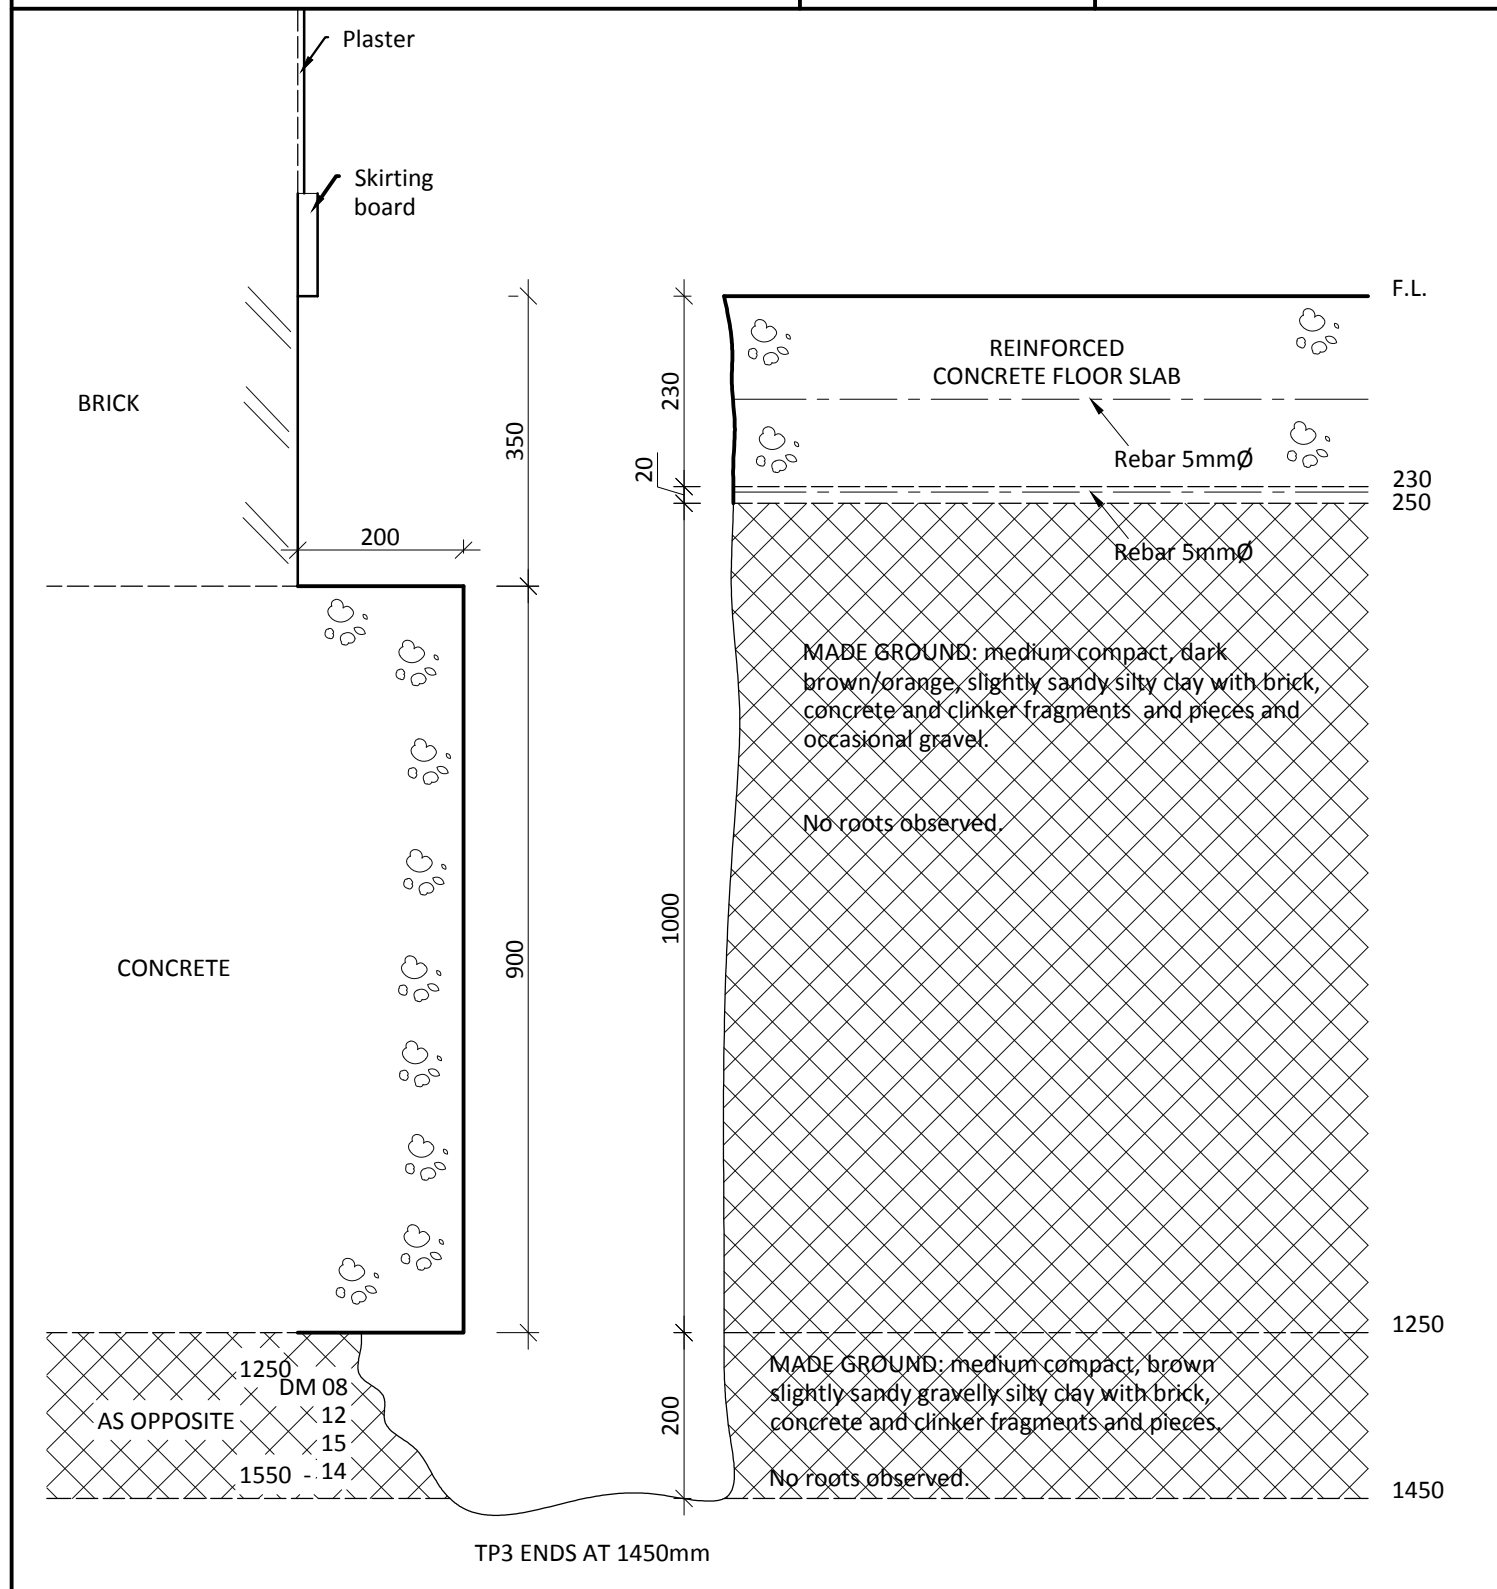 Plaster
Skirting
board
F.L.
REINFORCED
CONCRETE FLOOR SLAB
BRICK
230
350
20
Rebar 5mmØ
230
250
200
Rebar 5mmØ
MADE GROUND: medium compact, dark
brown/orange, slightly sandy silty clay with brick,
concrete and clinker fragments and pieces and
occasional gravel.
No roots observed.
1000
900
CONCRETE
1250
MADE GROUND: medium compact, brown
slightly sandy gravelly silty clay with brick,
concrete and clinker fragments and pieces.
No roots observed.
200
1250
DM 08
12
15
14
AS OPPOSITE
1550 -
1450
TP3 ENDS AT 1450mm